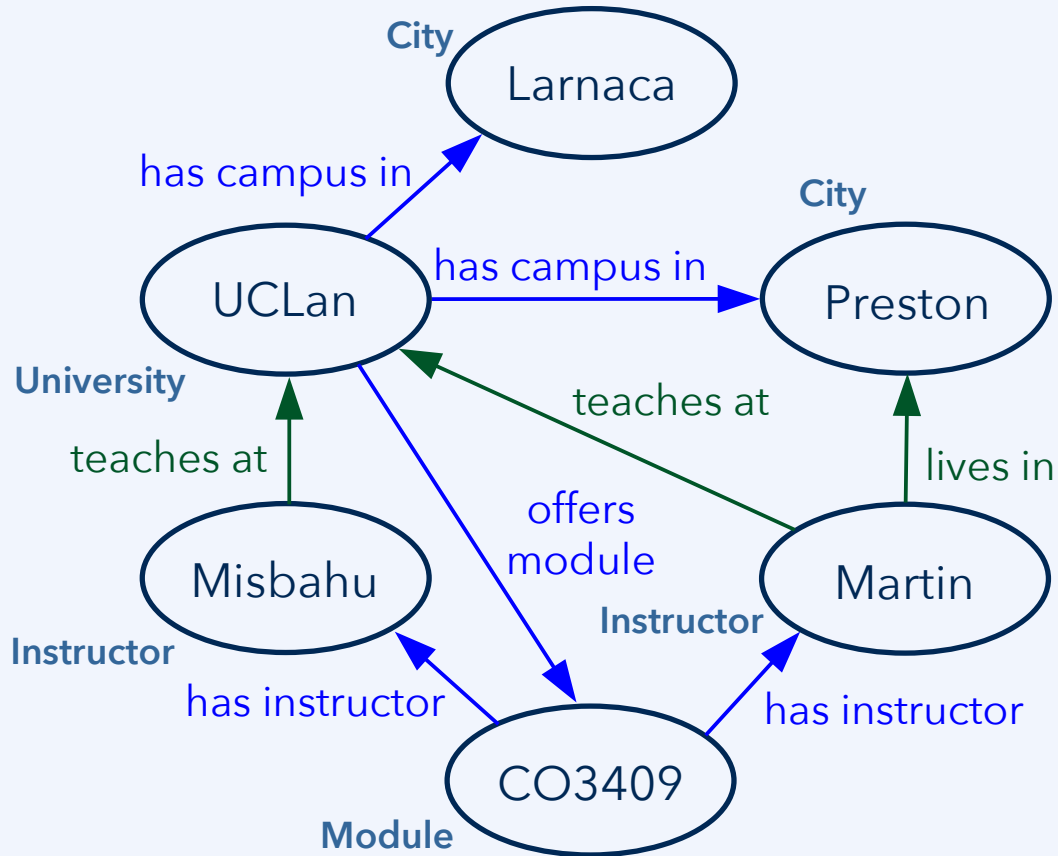 City
Larnaca
has campus in
City
has campus in
UCLan
Preston
University
teaches at
teaches at
lives in
offers
module
Misbahu
Martin
Instructor
Instructor
has instructor
has instructor
CO3409
Module